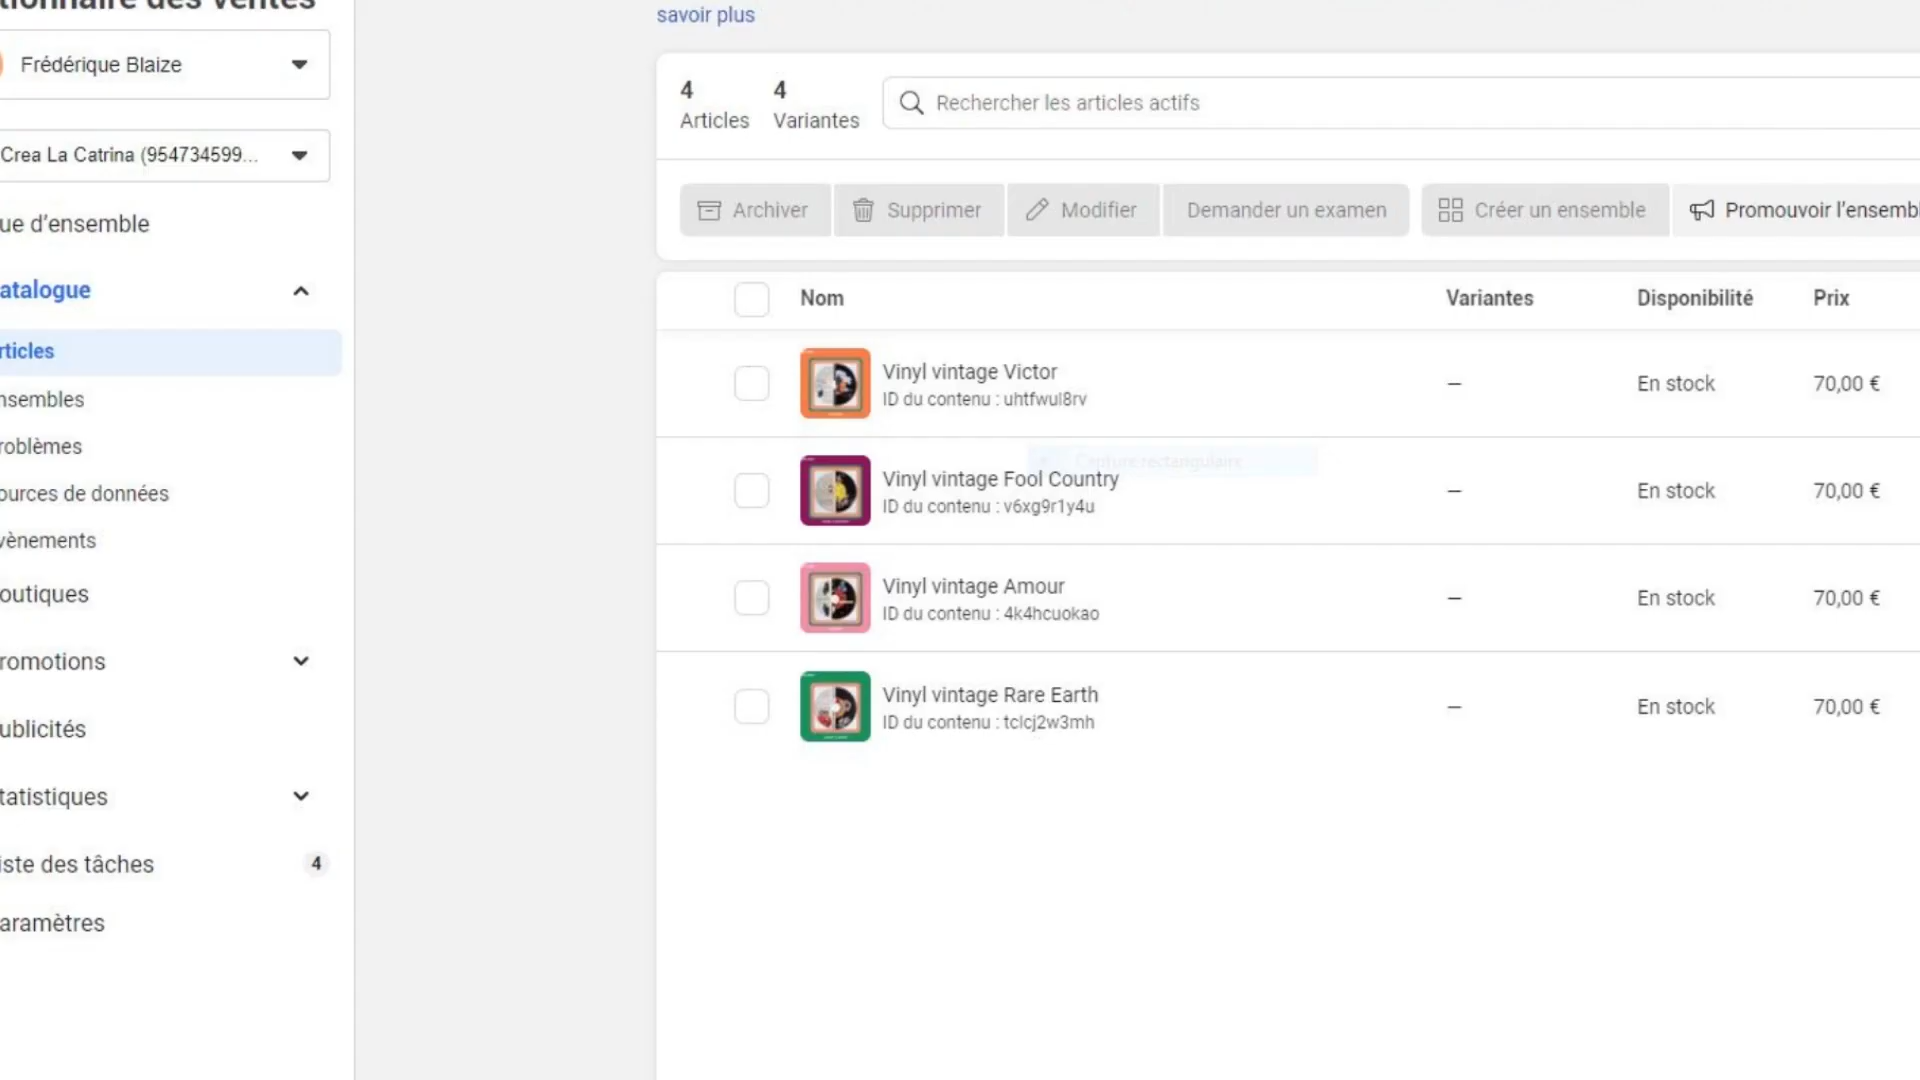 tionnaire des ventes
Frédérique Blaize
Crea La Catrina (954734599...
ue d'ensemble
atalogue
rticles
nsembles
roblèmes
ources de données
vènements
outiques
romotions
ublicités
tatistiques
iste des tâches 4
aramètres
savoir plus
4 4
Articles Variantes
Rechercher les articles actifs
Archiver Supprimer Modifier Demander un examen Créer un ensemble Promouvoir l'ensembl
Nom Variantes Disponibilité Prix
Vinyl vintage Victor
ID du contenu : uhtfwul8rv
– En stock 70,00 €
Capture rectangulaire
Vinyl vintage Fool Country
ID du contenu : v6xg9r1y4u
– En stock 70,00 €
Vinyl vintage Amour
ID du contenu : 4k4hcuokao
– En stock 70,00 €
Vinyl vintage Rare Earth
ID du contenu : tclcj2w3mh
– En stock 70,00 €